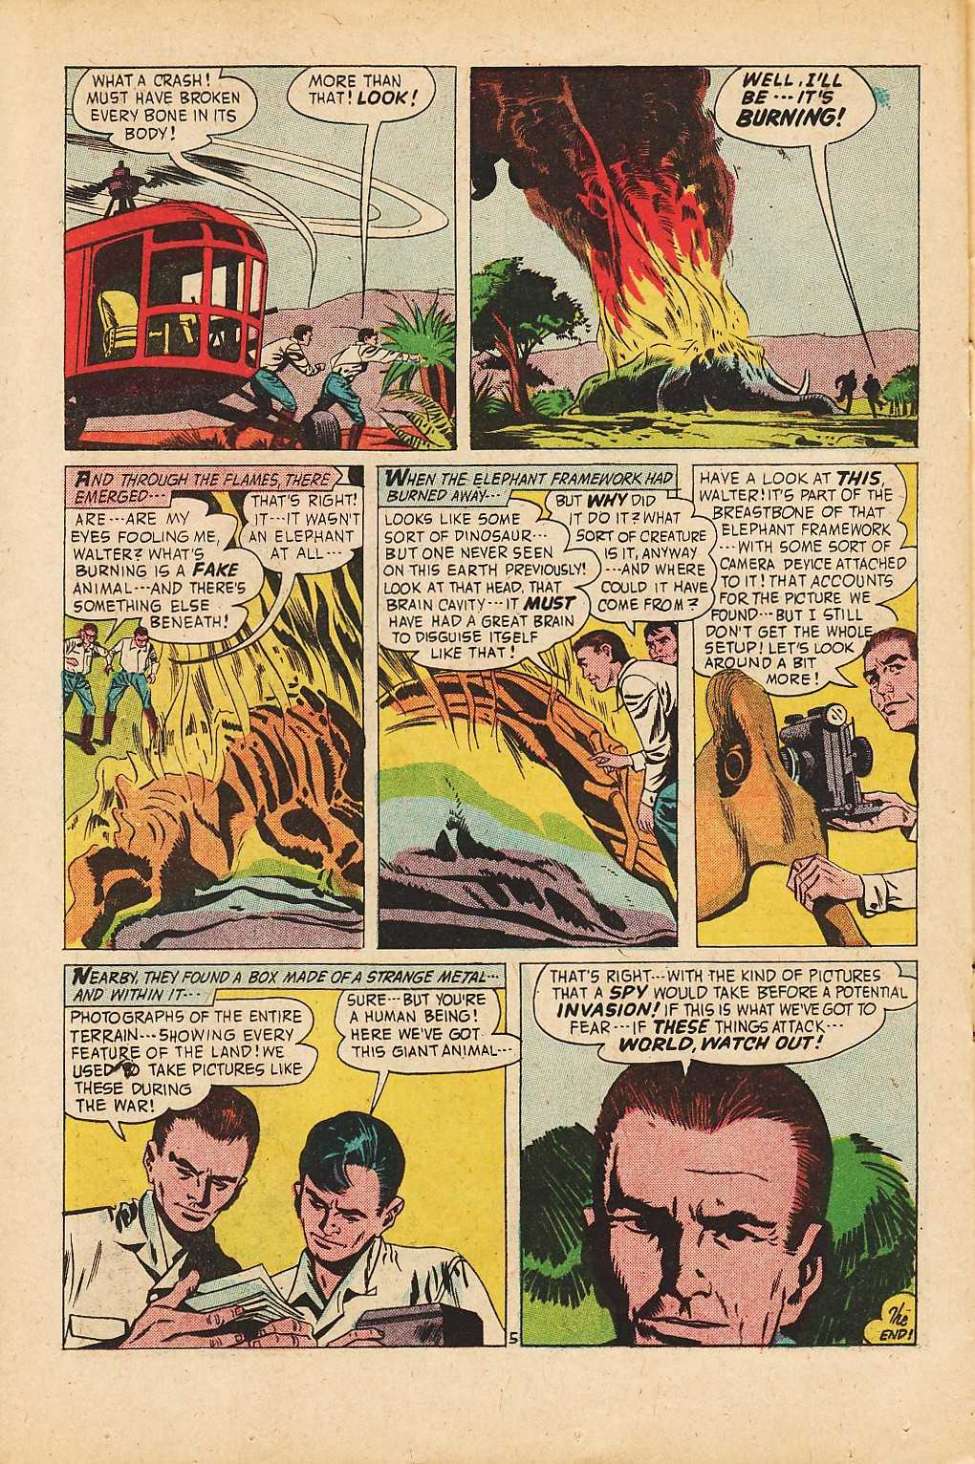 WHAT A CRASH!
MUST HAVE BROKEN
EVERY BONE IN ITS
BODY!
MORE THAN
THAT! LOOK!
WELL, I'LL
BE---IT'S
BURNING!
AND THROUGH THE FLAMES, THERE
EMERGED---
ARE---ARE MY
EYES FOOLING ME,
WALTER? WHAT'S
BURNING IS A FAKE
ANIMAL---AND THERE'S
SOMETHING ELSE
BENEATH!
THAT'S RIGHT!
IT---IT WASN'T
AN ELEPHANT
AT ALL---
WHEN THE ELEPHANT FRAMEWORK HAD
BURNED AWAY---
LOOKS LIKE SOME
SORT OF DINOSAUR---
BUT ONE NEVER SEEN
ON THIS EARTH PREVIOUSLY!
LOOK AT THAT HEAD, THAT
BRAIN CAVITY---IT MUST
HAVE HAD A GREAT BRAIN
TO DISGUISE ITSELF
LIKE THAT!
BUT WHY DID
IT DO IT? WHAT
SORT OF CREATURE
IS IT, ANYWAY
---AND WHERE
COULD IT HAVE
COME FROM?
HAVE A LOOK AT THIS,
WALTER! IT'S PART OF THE
BREASTBONE OF THAT
ELEPHANT FRAMEWORK
---WITH SOME SORT OF
CAMERA DEVICE ATTACHED
TO IT! THAT ACCOUNTS
FOR THE PICTURE WE
FOUND---BUT I STILL
DON'T GET THE WHOLE
SETUP! LET'S LOOK
AROUND A BIT
MORE!
NEARBY, THEY FOUND A BOX MADE OF A STRANGE METAL---
AND WITHIN IT---
PHOTOGRAPHS OF THE ENTIRE
TERRAIN---SHOWING EVERY
FEATURE OF THE LAND! WE
USED TO TAKE PICTURES LIKE
THESE DURING
THE WAR!
SURE---BUT YOU'RE
A HUMAN BEING!
HERE WE'VE GOT
THIS GIANT ANIMAL---
THAT'S RIGHT---WITH THE KIND OF PICTURES
THAT A SPY WOULD TAKE BEFORE A POTENTIAL
INVASION! IF THIS IS WHAT WE'VE GOT TO
FEAR---IF THESE THINGS ATTACK---
WORLD, WATCH OUT!
5
The
END!